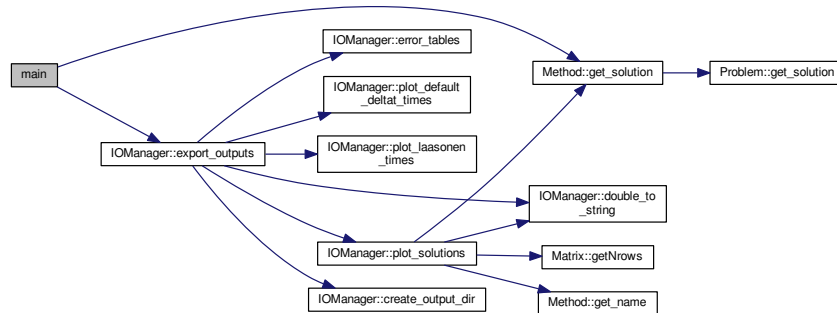 main
IOManager::export_outputs
IOManager::error_tables
IOManager::plot_default
_deltat_times
IOManager::plot_laasonen
_times
IOManager::plot_solutions
IOManager::create_output_dir
Method::get_solution
Problem::get_solution
IOManager::double_to
_string
Matrix::getNrows
Method::get_name